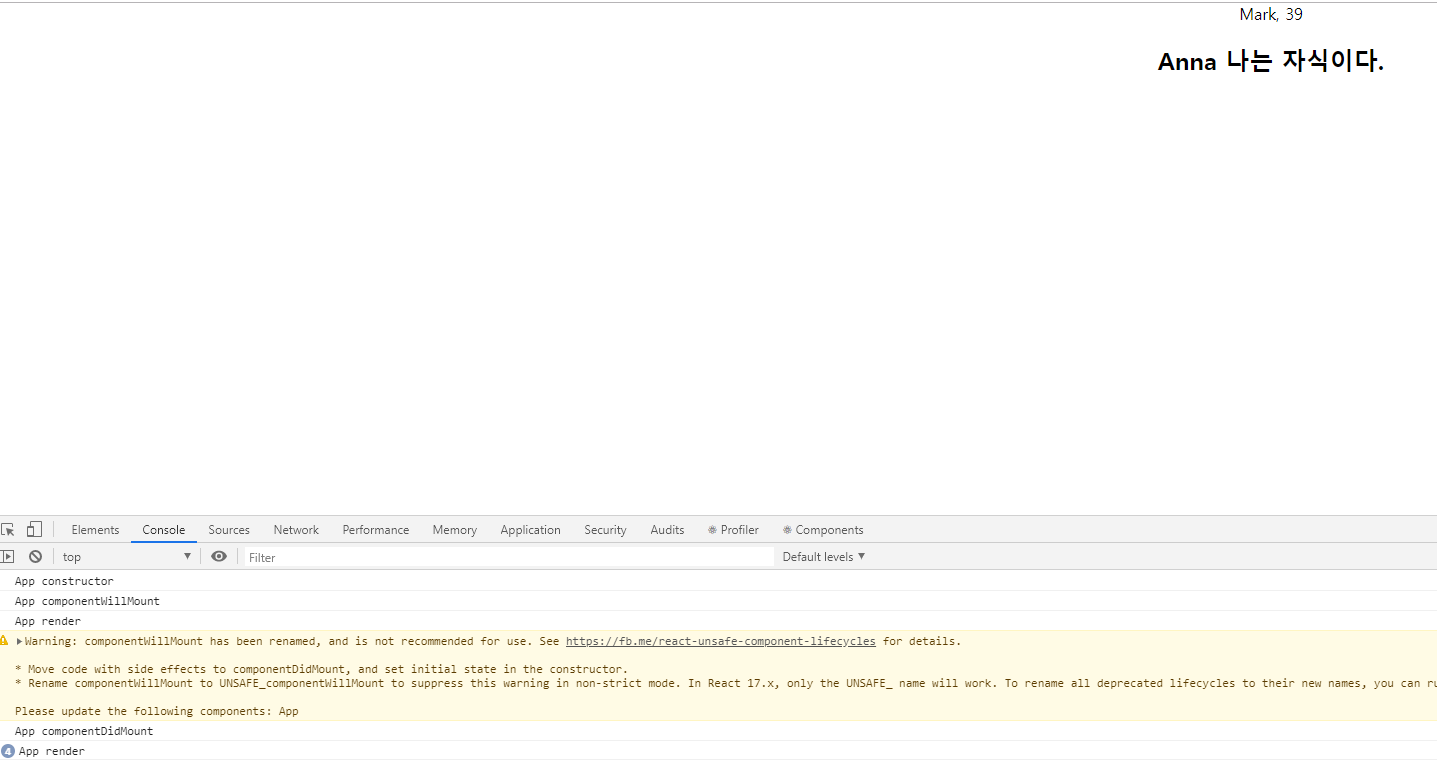 Mark, 39
Anna 나는 자식이다.
Elements Console Sources Network Performance Memory Application Security Audits Profiler Components
top Filter Default levels
App constructor
App componentWillMount
App render
Warning: componentWillMount has been renamed, and is not recommended for use. See https://fb.me/react-unsafe-component-lifecycles for details.
* Move code with side effects to componentDidMount, and set initial state in the constructor.
* Rename componentWillMount to UNSAFE_componentWillMount to suppress this warning in non-strict mode. In React 17.x, only the UNSAFE_ name will work. To rename all deprecated lifecycles to their new names, you can
Please update the following components: App
App componentDidMount
4 App render